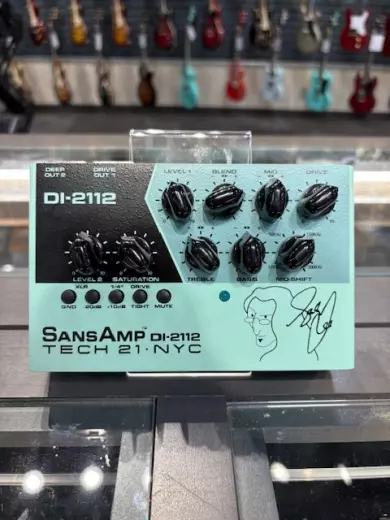 DEEP OUT 2
DRIVE OUT 1
LEVEL 1 BLEND MID DRIVE
DI-2112
TREBLE BASS MID-SHIFT
LEVEL 2 SATURATION
XLR 1/4" DRIVE
GND -20dB +10dB TIGHT MUTE
SANSAMP™ DI-2112
TECH 21·NYC